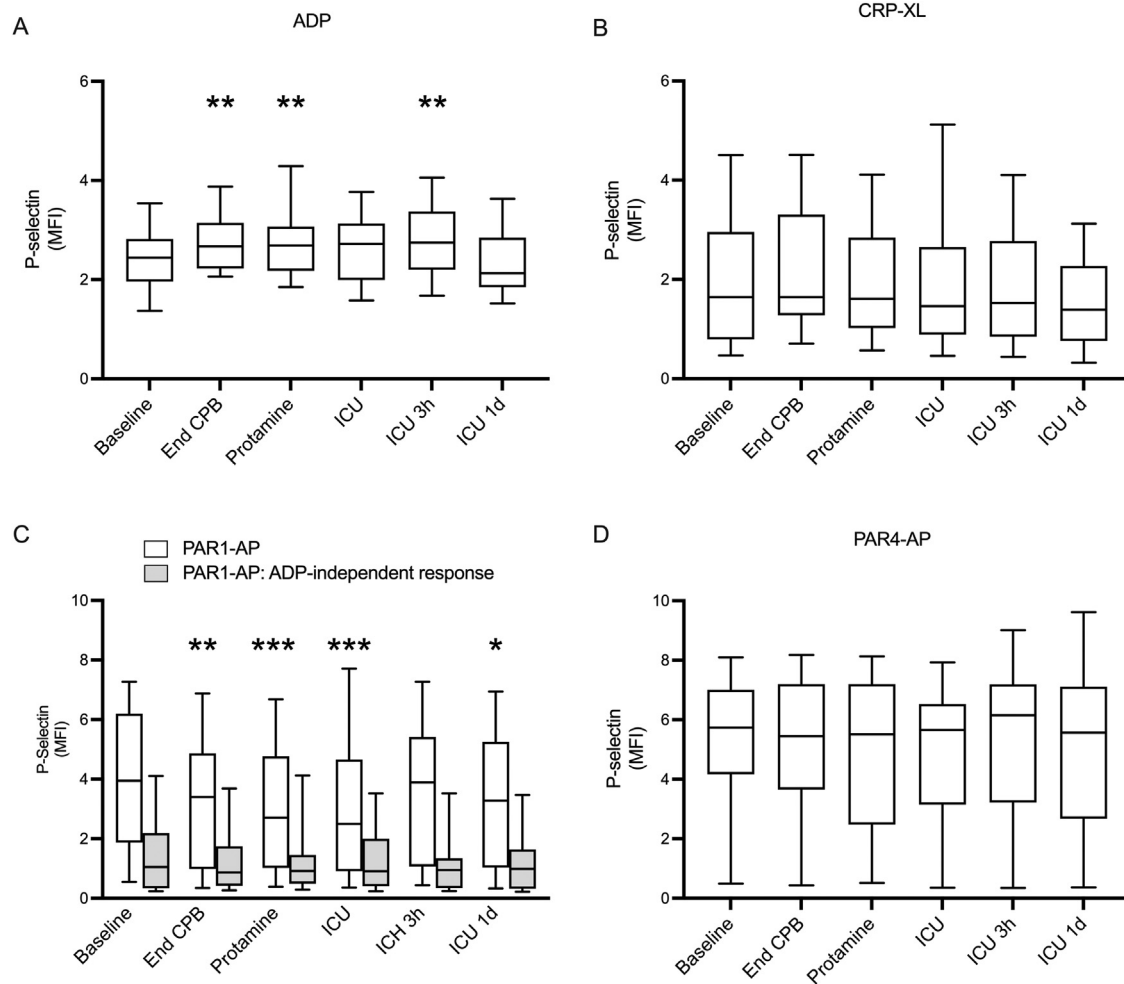 A
ADP
P-selectin
(MFI)
6
4
2
0
** ** **
Baseline
End CPB
Protamine
ICU
ICU 3h
ICU 1d
B
CRP-XL
P-selectin
(MFI)
6
4
2
0
Baseline
End CPB
Protamine
ICU
ICU 3h
ICU 1d
C
PAR1-AP
PAR1-AP: ADP-independent response
P-Selectin
(MFI)
10
8
6
4
2
0
** *** *** *
Baseline
End CPB
Protamine
ICU
ICH 3h
ICU 1d
D
PAR4-AP
P-selectin
(MFI)
10
8
6
4
2
0
Baseline
End CPB
Protamine
ICU
ICU 3h
ICU 1d